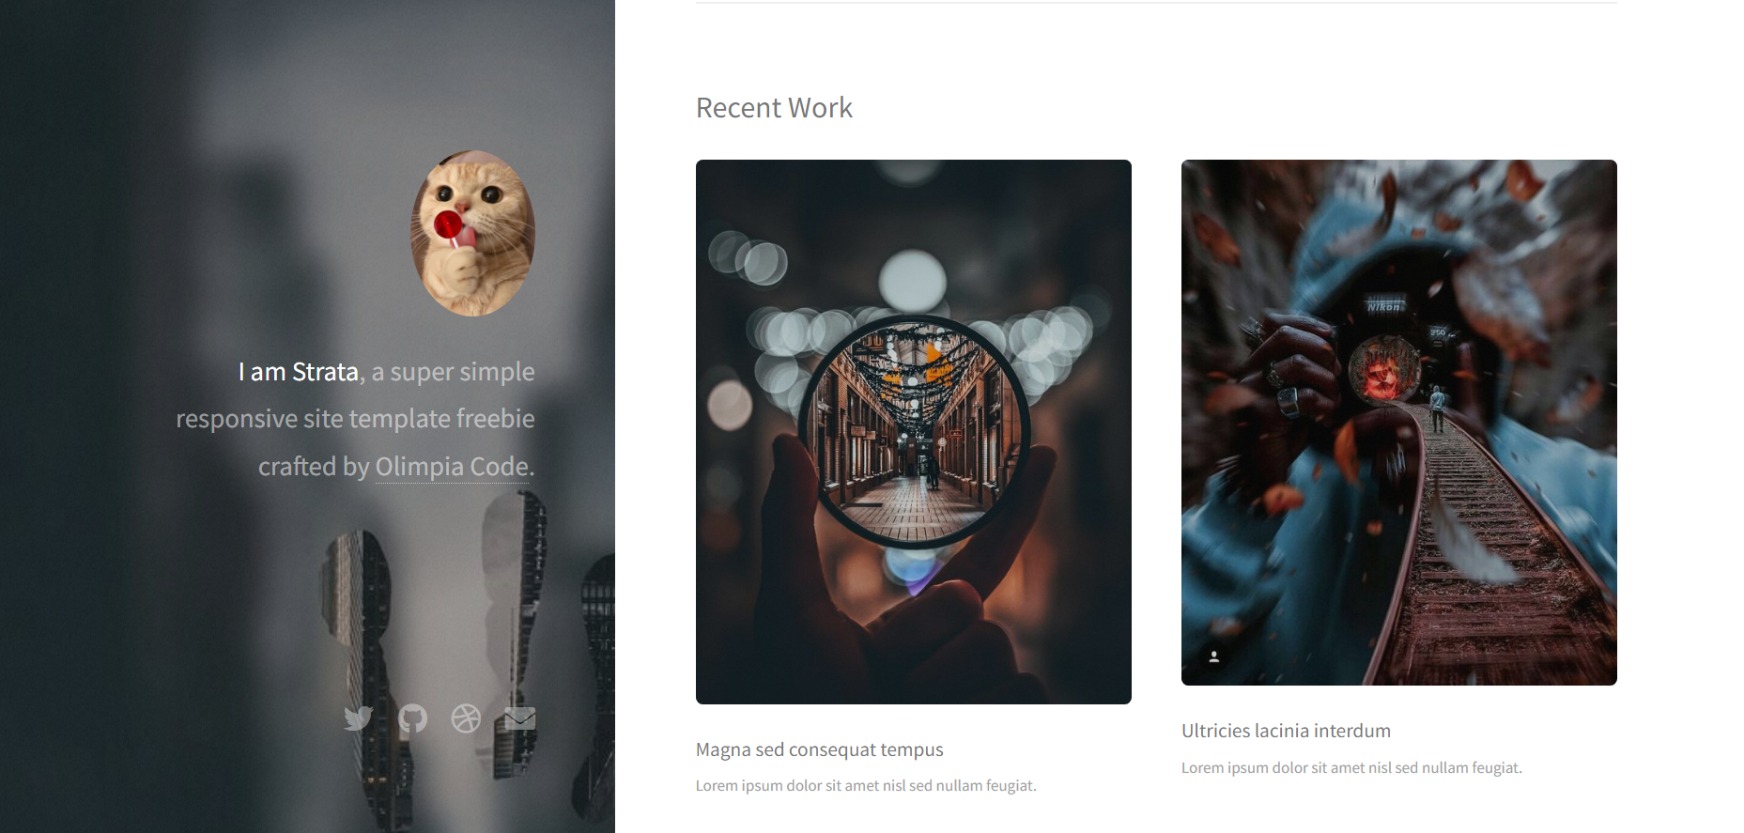 I am Strata, a super simple
responsive site template freebie
crafted by Olimpia Code.
Recent Work
Nikon
Magna sed consequat tempus
Lorem ipsum dolor sit amet nisl sed nullam feugiat.
Ultricies lacinia interdum
Lorem ipsum dolor sit amet nisl sed nullam feugiat.